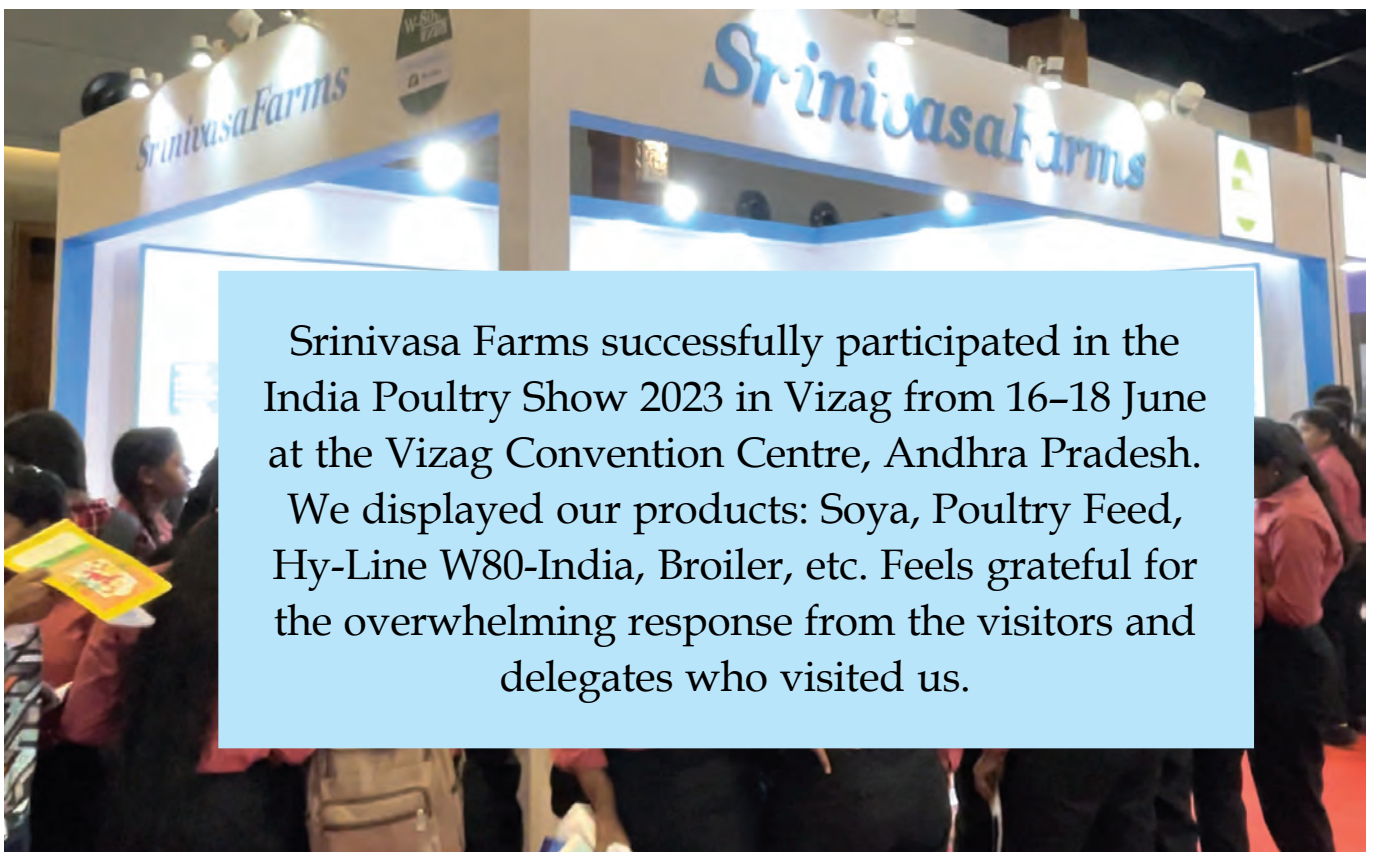 SrinivasaFarms
W-80
SrinivasaFarms
Srinivasa Farms successfully participated in the
India Poultry Show 2023 in Vizag from 16–18 June
at the Vizag Convention Centre, Andhra Pradesh.
We displayed our products: Soya, Poultry Feed,
Hy-Line W80-India, Broiler, etc. Feels grateful for
the overwhelming response from the visitors and
delegates who visited us.